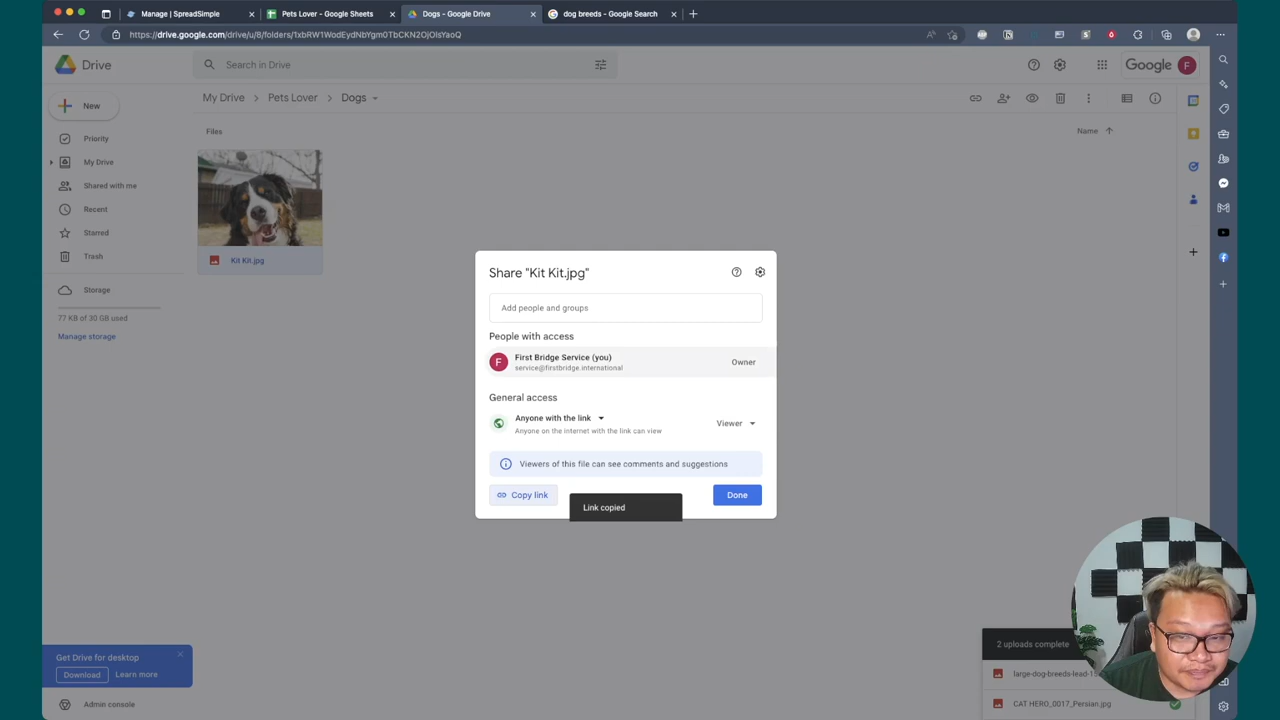 Manage | SpreadSimple
Pets Lover - Google Sheets
Dogs - Google Drive
dog breeds - Google Search
https://drive.google.com/drive/u/8/folders/1xbRW1WodEydNbYgm0TbCKN2OjOlsYaoQ
Drive
Search in Drive
Google
F
New
My Drive
Pets Lover
Dogs
Files
Name
Priority
My Drive
Shared with me
Recent
Starred
Trash
Storage
77 KB of 30 GB used
Manage storage
Kit Kit.jpg
Share "Kit Kit.jpg"
Add people and groups
People with access
F
First Bridge Service (you)
service@firstbridge.international
Owner
General access
Anyone with the link
Anyone on the internet with the link can view
Viewer
Viewers of this file can see comments and suggestions
Copy link
Done
Link copied
Get Drive for desktop
Download
Learn more
Admin console
2 uploads complete
large-dog-breeds-lead-15
CAT HERO_0017_Persian.jpg